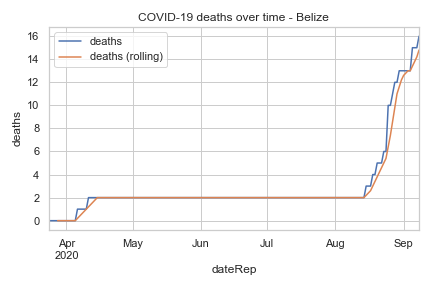 COVID-19 deaths over time - Belize
deaths
deaths (rolling)
16
14
12
10
8
6
4
2
0
deaths
Apr
2020
May
Jun
Jul
Aug
Sep
dateRep